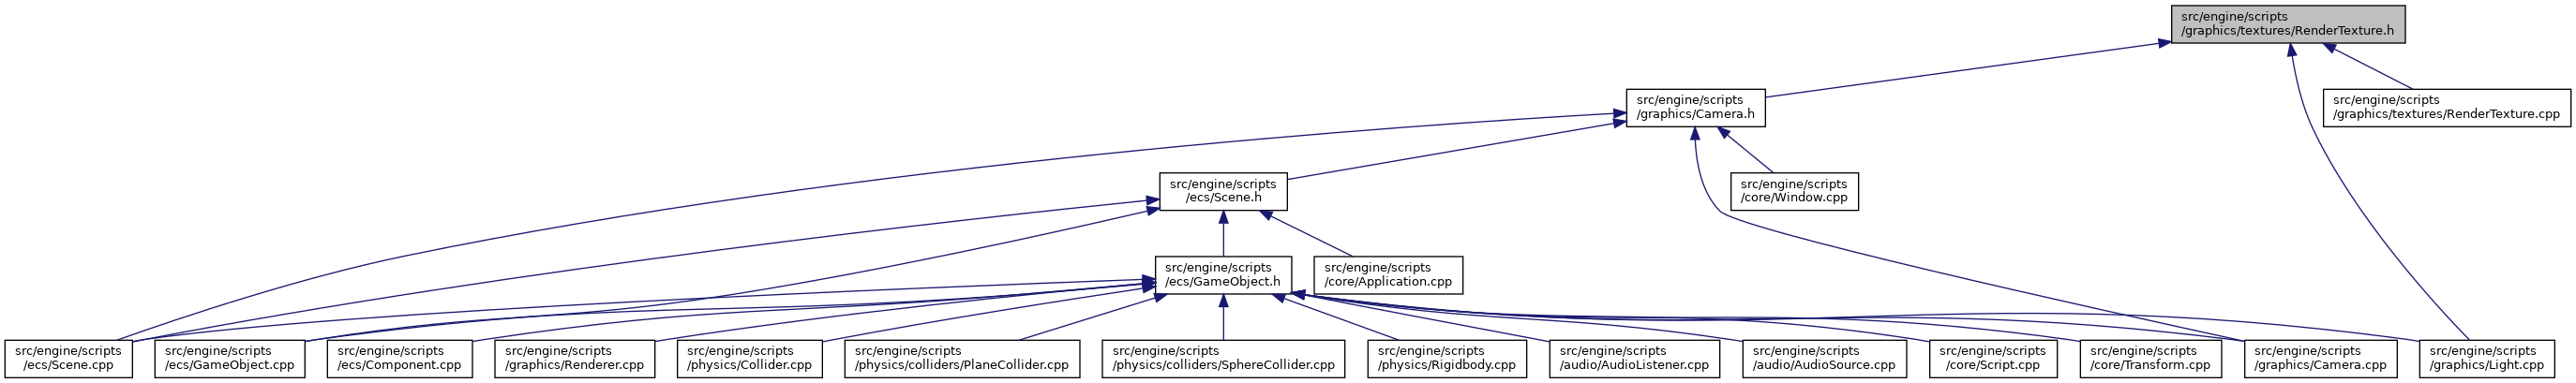 src/engine/scripts
/graphics/textures/RenderTexture.h
src/engine/scripts
/graphics/Camera.h
src/engine/scripts
/graphics/textures/RenderTexture.cpp
src/engine/scripts
/ecs/Scene.h
src/engine/scripts
/core/Window.cpp
src/engine/scripts
/ecs/GameObject.h
src/engine/scripts
/core/Application.cpp
src/engine/scripts
/ecs/Scene.cpp
src/engine/scripts
/ecs/GameObject.cpp
src/engine/scripts
/ecs/Component.cpp
src/engine/scripts
/graphics/Renderer.cpp
src/engine/scripts
/physics/Collider.cpp
src/engine/scripts
/physics/colliders/PlaneCollider.cpp
src/engine/scripts
/physics/colliders/SphereCollider.cpp
src/engine/scripts
/physics/Rigidbody.cpp
src/engine/scripts
/audio/AudioListener.cpp
src/engine/scripts
/audio/AudioSource.cpp
src/engine/scripts
/core/Script.cpp
src/engine/scripts
/core/Transform.cpp
src/engine/scripts
/graphics/Camera.cpp
src/engine/scripts
/graphics/Light.cpp